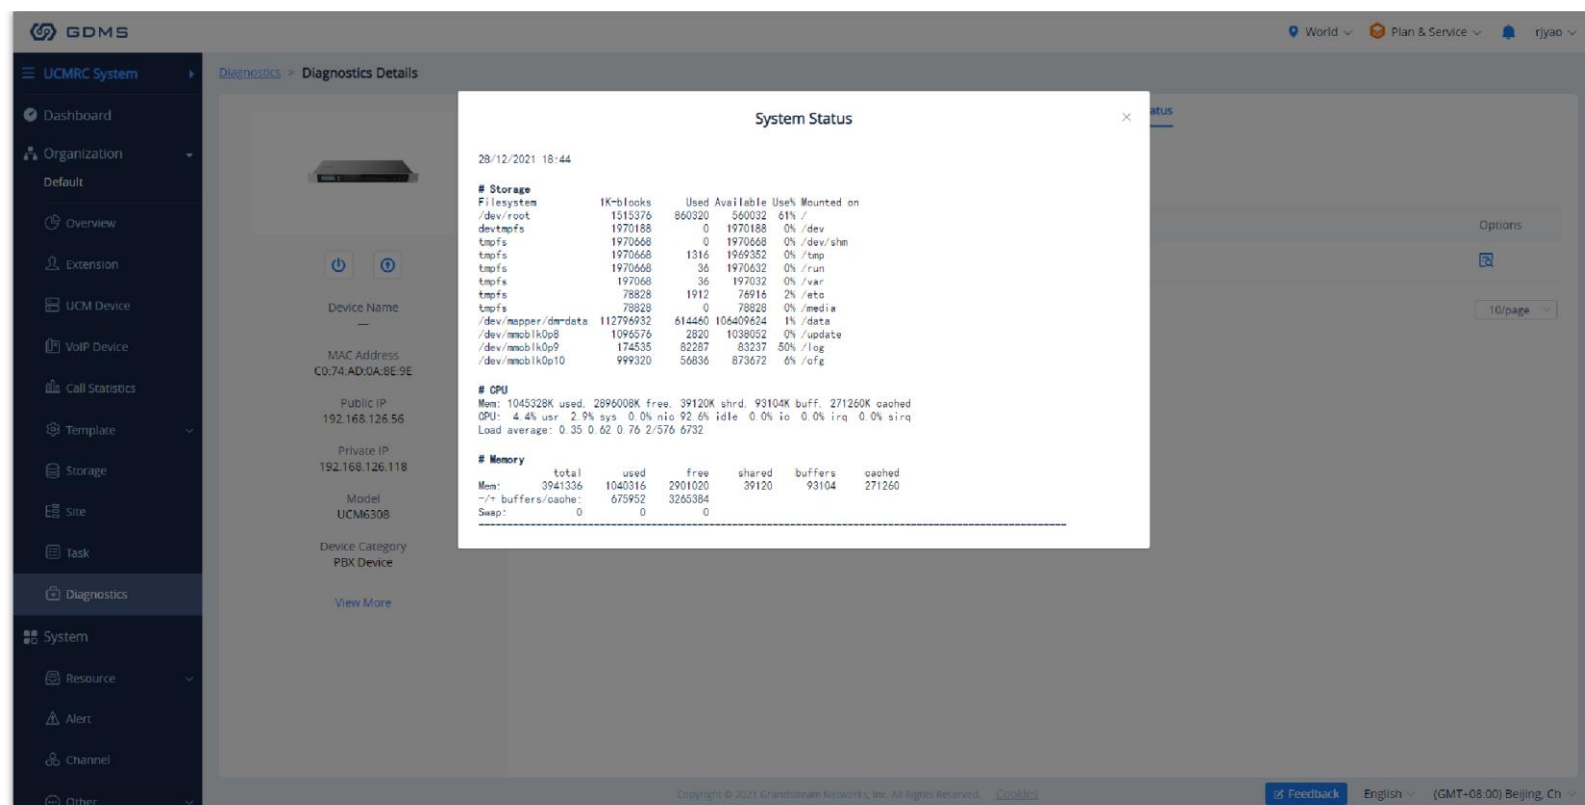 GDMS
World
Plan & Service
rjyao
UCMRC System
Diagnostics > Diagnostics Details
Dashboard
Organization
Default
Overview
Extension
UCM Device
VoIP Device
Call Statistics
Template
Storage
Site
Task
Diagnostics
System
Resource
Alert
Channel
Other
Device Name
—
MAC Address
C0:74:AD:0A:8E:9E
Public IP
192.168.126.56
Private IP
192.168.126.118
Model
UCM6308
Device Category
PBX Device
View More
System Status
28/12/2021 18:44
# Storage
Filesystem 1K-blocks Used Available Use% Mounted on
/dev/root 1515376 860320 560032 61% /
devtmpfs 1970188 0 1970188 0% /dev
tmpfs 1970668 0 1970668 0% /dev/shm
tmpfs 1970668 1316 1969352 0% /tmp
tmpfs 1970668 36 1970632 0% /run
tmpfs 197068 36 197032 0% /var
tmpfs 78828 1912 76916 2% /etc
tmpfs 78828 0 78828 0% /media
/dev/mapper/dm-data 112796932 614460 106409624 1% /data
/dev/mmcblk0p8 1096576 2820 1038052 0% /update
/dev/mmcblk0p9 174535 82287 83237 50% /log
/dev/mmcblk0p10 999320 56836 873672 6% /cfg
# CPU
Mem: 1045328K used, 2896008K free, 39120K shrd, 93104K buff, 271260K cached
CPU: 4.4% usr 2.9% sys 0.0% nic 92.6% idle 0.0% io 0.0% irq 0.0% sirq
Load average: 0.35 0.62 0.76 2/576 6732
# Memory
total used free shared buffers cached
Mem: 3941336 1040316 2901020 39120 93104 271260
-/+ buffers/cache: 675952 3265384
Swap: 0 0 0
atus
Options
10/page
Copyright © 2021 Grandstream Networks, Inc. All Rights Reserved. Cookies
Feedback
English
(GMT+08:00) Beijing, Ch